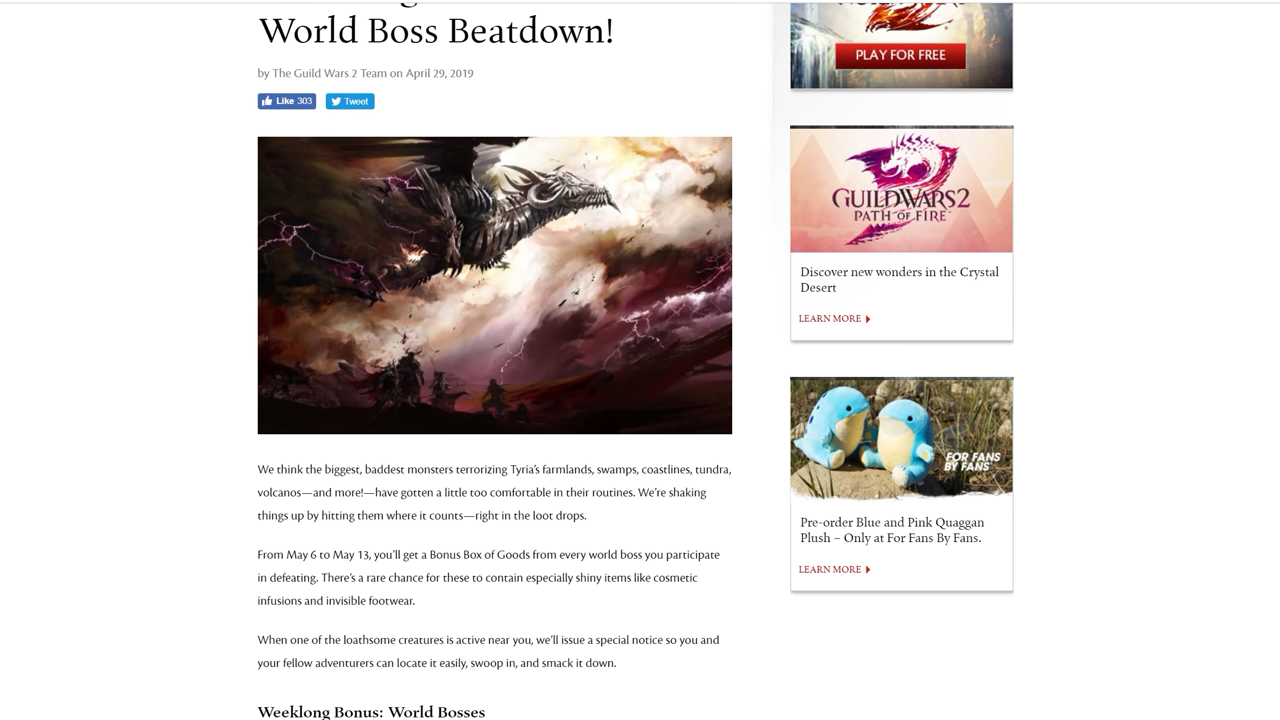 World Boss Beatdown!
by The Guild Wars 2 Team on April 29, 2019
Like 303
Tweet
We think the biggest, baddest monsters terrorizing Tyria's farmlands, swamps, coastlines, tundra,
volcanos—and more!—have gotten a little too comfortable in their routines. We're shaking
things up by hitting them where it counts—right in the loot drops.
From May 6 to May 13, you'll get a Bonus Box of Goods from every world boss you participate
in defeating. There's a rare chance for these to contain especially shiny items like cosmetic
infusions and invisible footwear.
When one of the loathsome creatures is active near you, we'll issue a special notice so you and
your fellow adventurers can locate it easily, swoop in, and smack it down.
Weeklong Bonus: World Bosses
PLAY FOR FREE
GUILD WARS 2
PATH OF FIRE
Discover new wonders in the Crystal
Desert
LEARN MORE
FOR FANS
BY FANS
Pre-order Blue and Pink Quaggan
Plush – Only at For Fans By Fans.
LEARN MORE